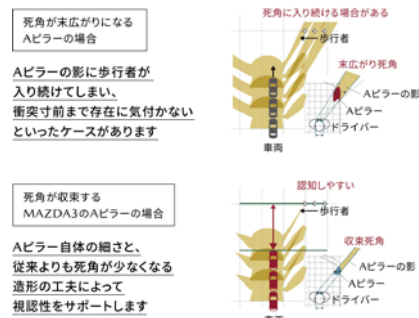 死角が末広がりになる
Aピラーの場合
Aピラーの影に歩行者が
入り続けてしまい、
衝突寸前まで存在に気付かない
といったケースがあります
死角に入り続ける場合がある
歩行者
末広がり死角
Aピラーの影
Aピラー
ドライバー
車両
死角が収束する
MAZDA3のAピラーの場合
Aピラー自体の細さと、
従来よりも死角が少なくなる
造形の工夫によって
視認性をサポートします
認知しやすい
歩行者
収束死角
Aピラーの影
Aピラー
ドライバー
車両